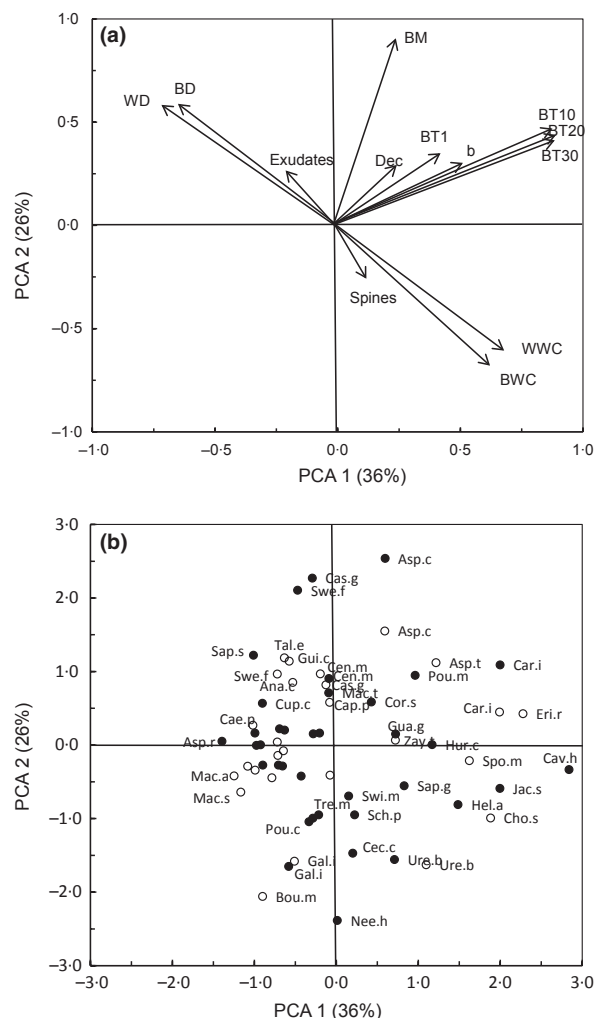 1·0
(a)
BM
WD
BD
BT10
BT20
BT30
0·5
BT1
b
Exudates
Dec
0·0
Spines
–0·5
WWC
BWC
–1·0
–1·0
–0·5
0·0
0·5
1·0
PCA 2 (26%)
PCA 1 (36%)
3·0
(b)
Asp.c
Cas.g
Swe.f
2·0
Asp.c
Sap.s
Tal.e
Gui.c
Cen.m
Asp.t
Car.i
1·0
Swe.f
Cen.m
Pou.m
Ana.e
Cas.g
Mac.t
Cup.c
Cap.p
Cor.s
Car.i
Eri.r
Cae.p
Gua.g
Asp.r
Zay.t
Hur.c
0·0
Spo.m
Cav.h
Mac.a
Sap.g
Jac.s
Mac.s
Swi.m
Hel.a
Tre.m
Sch.p
Cho.s
–1·0
Pou.c
Cec.c
Gal.i
Ure.b
Ure.b
Gal.i
Bou.m
–2·0
Nee.h
–3·0
–3·0
–2·0
–1·0
0·0
1·0
2·0
3·0
PCA 2 (26%)
PCA 1 (36%)